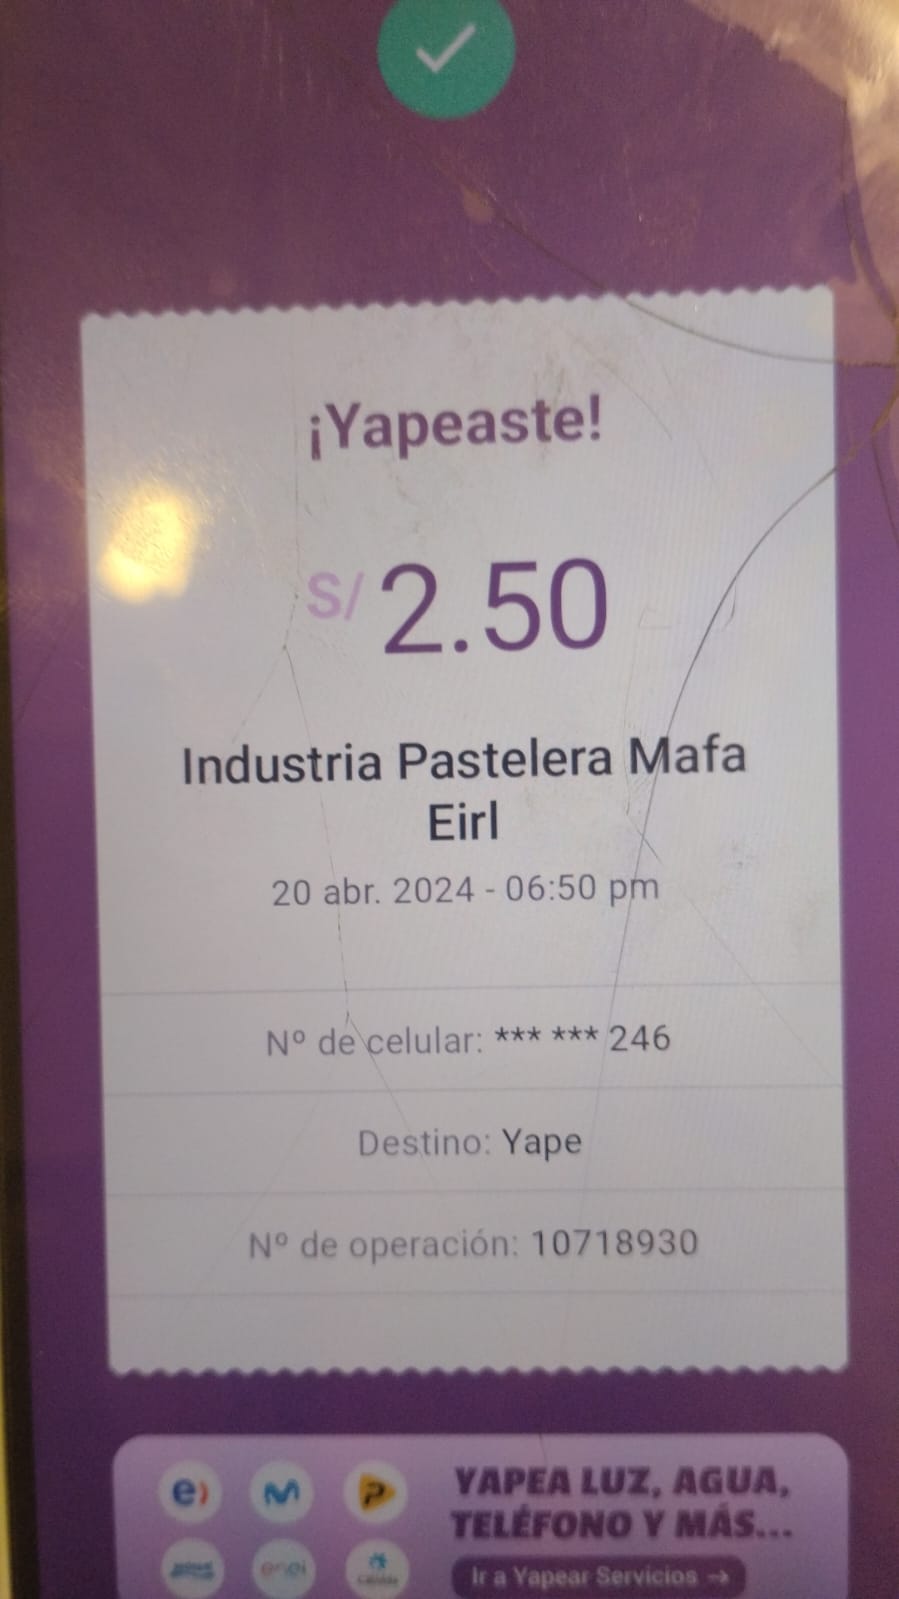 ¡Yapeaste!
S/ 2.50
Industria Pastelera Mafa
Eirl
20 abr. 2024 - 06:50 pm
Nº de celular: *** *** 246
Destino: Yape
Nº de operación: 10718930
e)
YAPEA LUZ, AGUA,
TELÉFONO Y MÁS...
enel
Ir a Yapear Servicios →